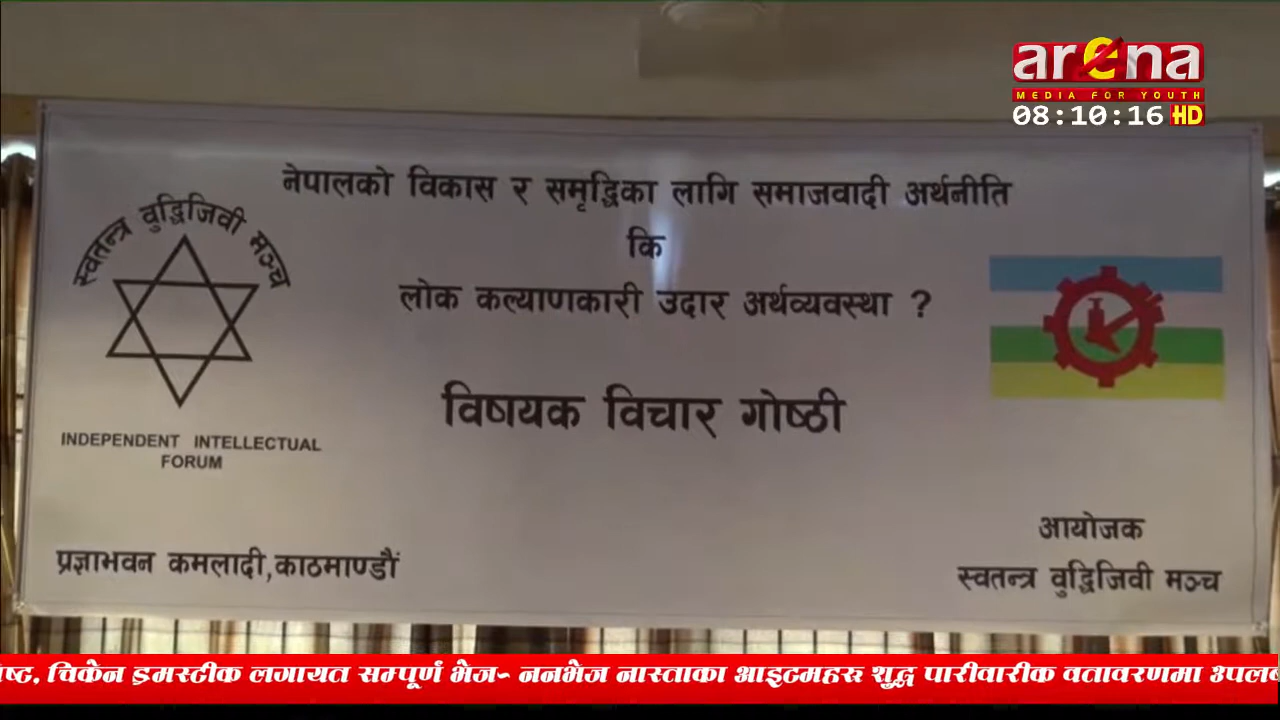 arena
MEDIA FOR YOUTH
08:10:16 HD
नेपालको विकास र समृद्धिका लागि समाजवादी अर्थनीति
कि
लोक कल्याणकारी उदार अर्थव्यवस्था ?
विषयक विचार गोष्ठी
स्वतन्त्र वुद्धिजिवी मञ्च
INDEPENDENT INTELLECTUAL
FORUM
प्रज्ञाभवन कमलादी,काठमाण्डौं
आयोजक
स्वतन्त्र वुद्धिजिवी मञ्च
चिकेन ड्रमस्टीक लगायत सम्पूर्ण भेज- ननभेज नास्ताका आइटमहरु शुद्ध पारीवारीक वतावरणमा